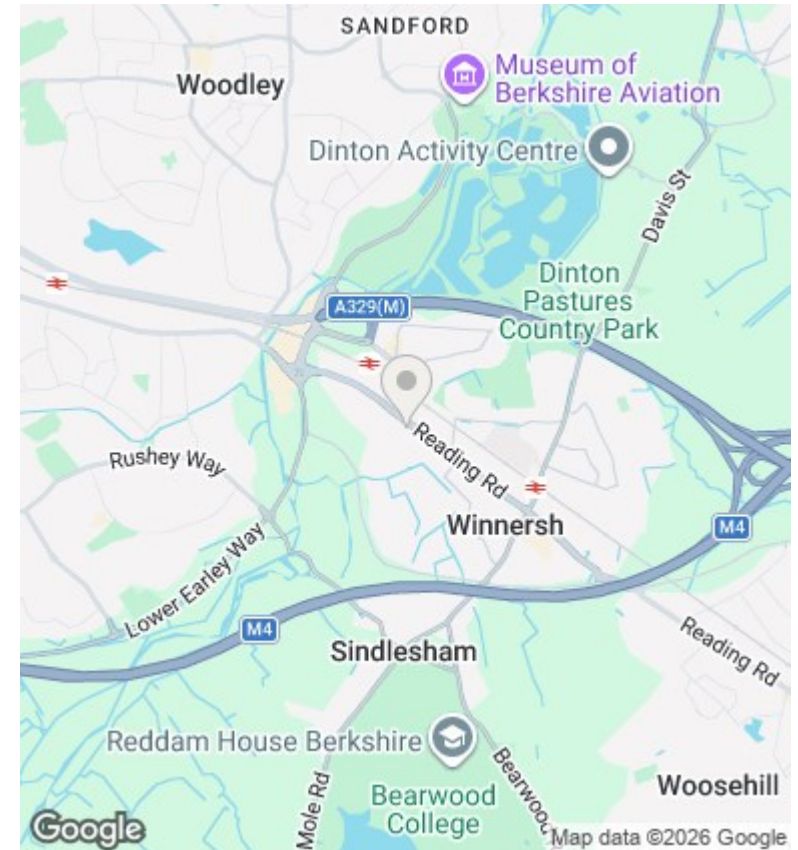 SANDFORD
Woodley
Museum of
Berkshire Aviation
Dinton Activity Centre
Davis St
Dinton
Pastures
Country Park
A329(M)
Rushey Way
Reading Rd
Winnersh
M4
Lower Earley Way
M4
Sindlesham
Reading Rd
Reddam House Berkshire
Mole Rd
Bearwood
College
Bearwood
Woosehill
Google
Map data ©2026 Google